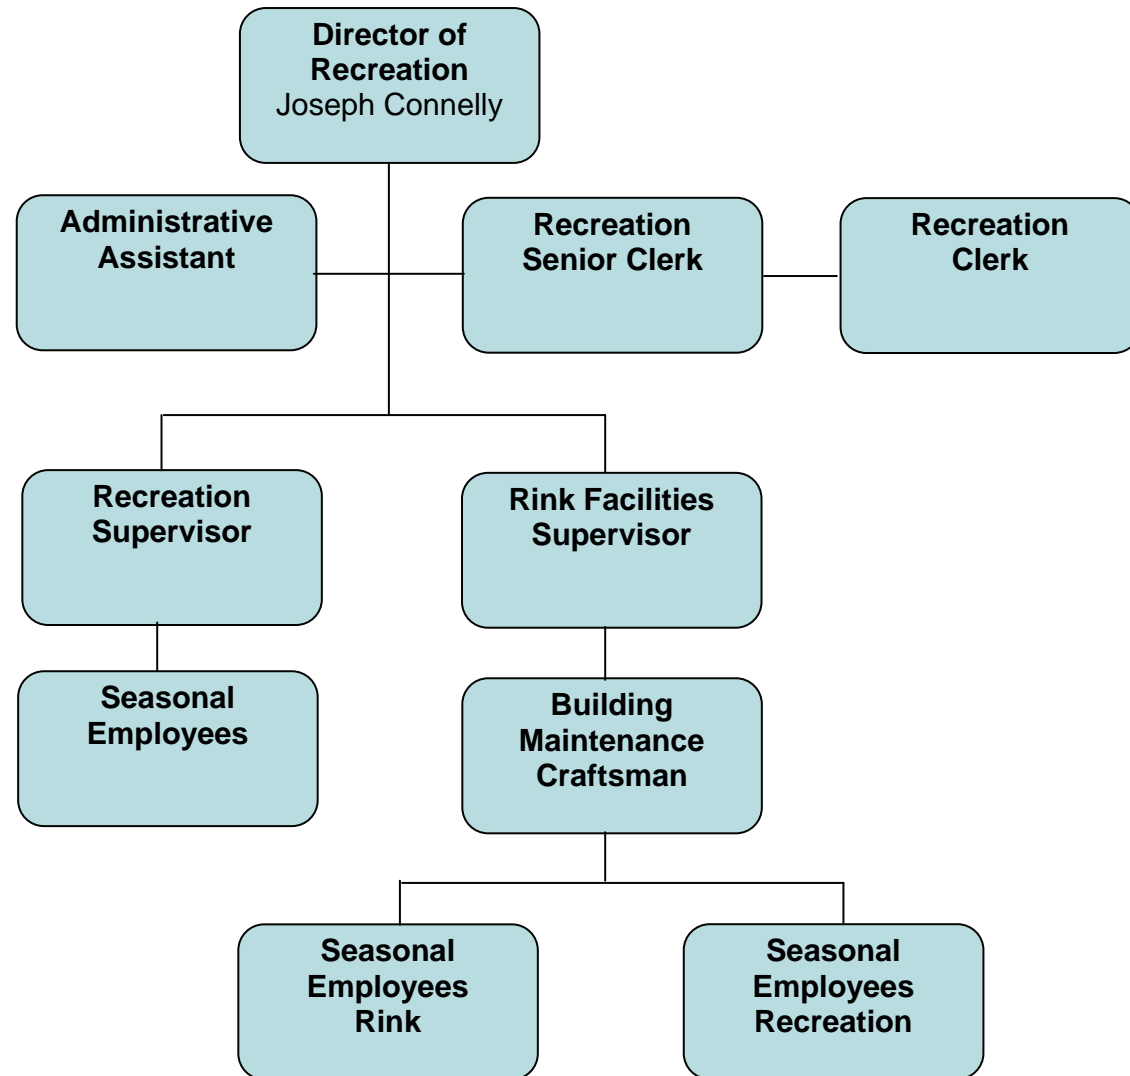 Director of
Recreation
Joseph Connelly
Administrative
Assistant
Recreation
Senior Clerk
Recreation
Clerk
Recreation
Supervisor
Rink Facilities
Supervisor
Seasonal
Employees
Building
Maintenance
Craftsman
Seasonal
Employees
Rink
Seasonal
Employees
Recreation